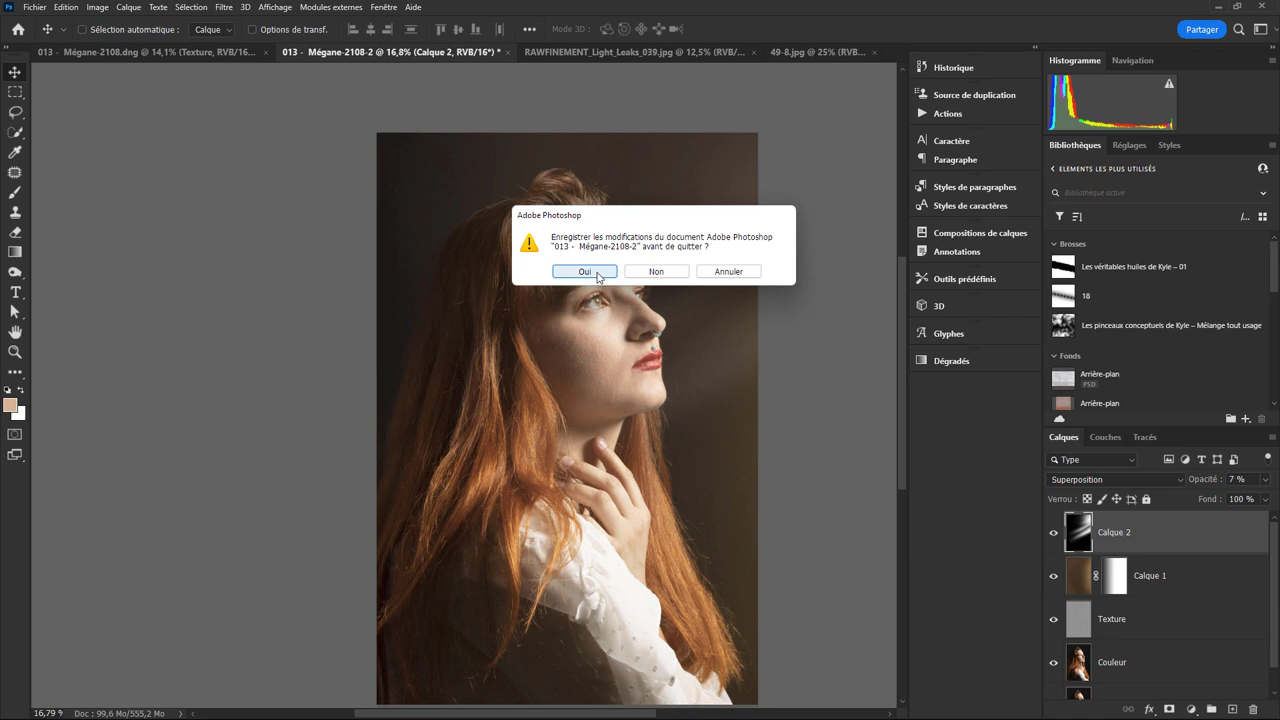 Ps Fichier Edition Image Calque Texte Sélection Filtre 3D Affichage Modules externes Fenêtre Aide
Sélection automatique : Calque Options de transf. Mode 3D : Partager
013 - Mégane-2108.dng @ 14,1% (Texture, RVB/16... × 013 - Mégane-2108-2 @ 16,8% (Calque 2, RVB/16*) * × RAWFINEMENT_Light_Leaks_039.jpg @ 12,5% (RVB/... × 49-8.jpg @ 25% (RVB... ×
Historique
Source de duplication
Actions
Caractère
Paragraphe
Styles de paragraphes
Styles de caractères
Compositions de calques
Annotations
Outils prédéfinis
3D
Glyphes
Dégradés
Histogramme Navigation
Bibliothèques Réglages Styles
ELEMENTS LES PLUS UTILISÉS
Bibliothèque active
Brosses
Les véritables huiles de Kyle – 01
18
Les pinceaux conceptuels de Kyle – Mélange tout usage
Fonds
Arrière-plan
PSD
Arrière-plan
Calques Couches Tracés
Type
Superposition Opacité : 7 %
Verrou : Fond : 100 %
Calque 2
Calque 1
Texture
Couleur
Adobe Photoshop
Enregistrer les modifications du document Adobe Photoshop
"013 - Mégane-2108-2" avant de quitter ?
Oui Non Annuler
16,79 % Doc : 99,6 Mo/555,2 Mo